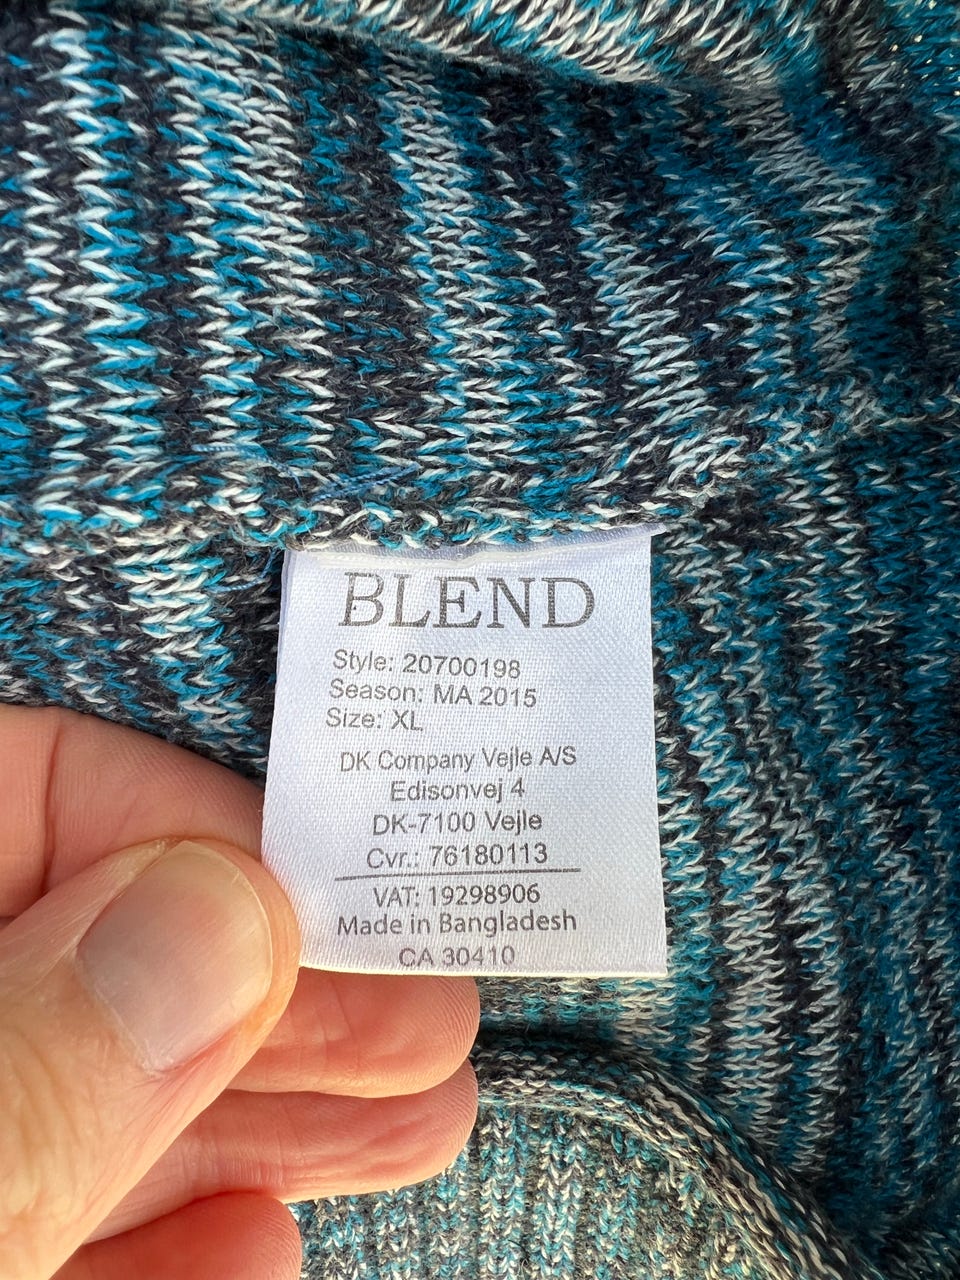 BLEND
Style: 20700198
Season: MA 2015
Size: XL
DK Company Vejle A/S
Edisonvej 4
DK-7100 Vejle
Cvr.: 76180113
VAT: 19298906
Made in Bangladesh
CA 30410